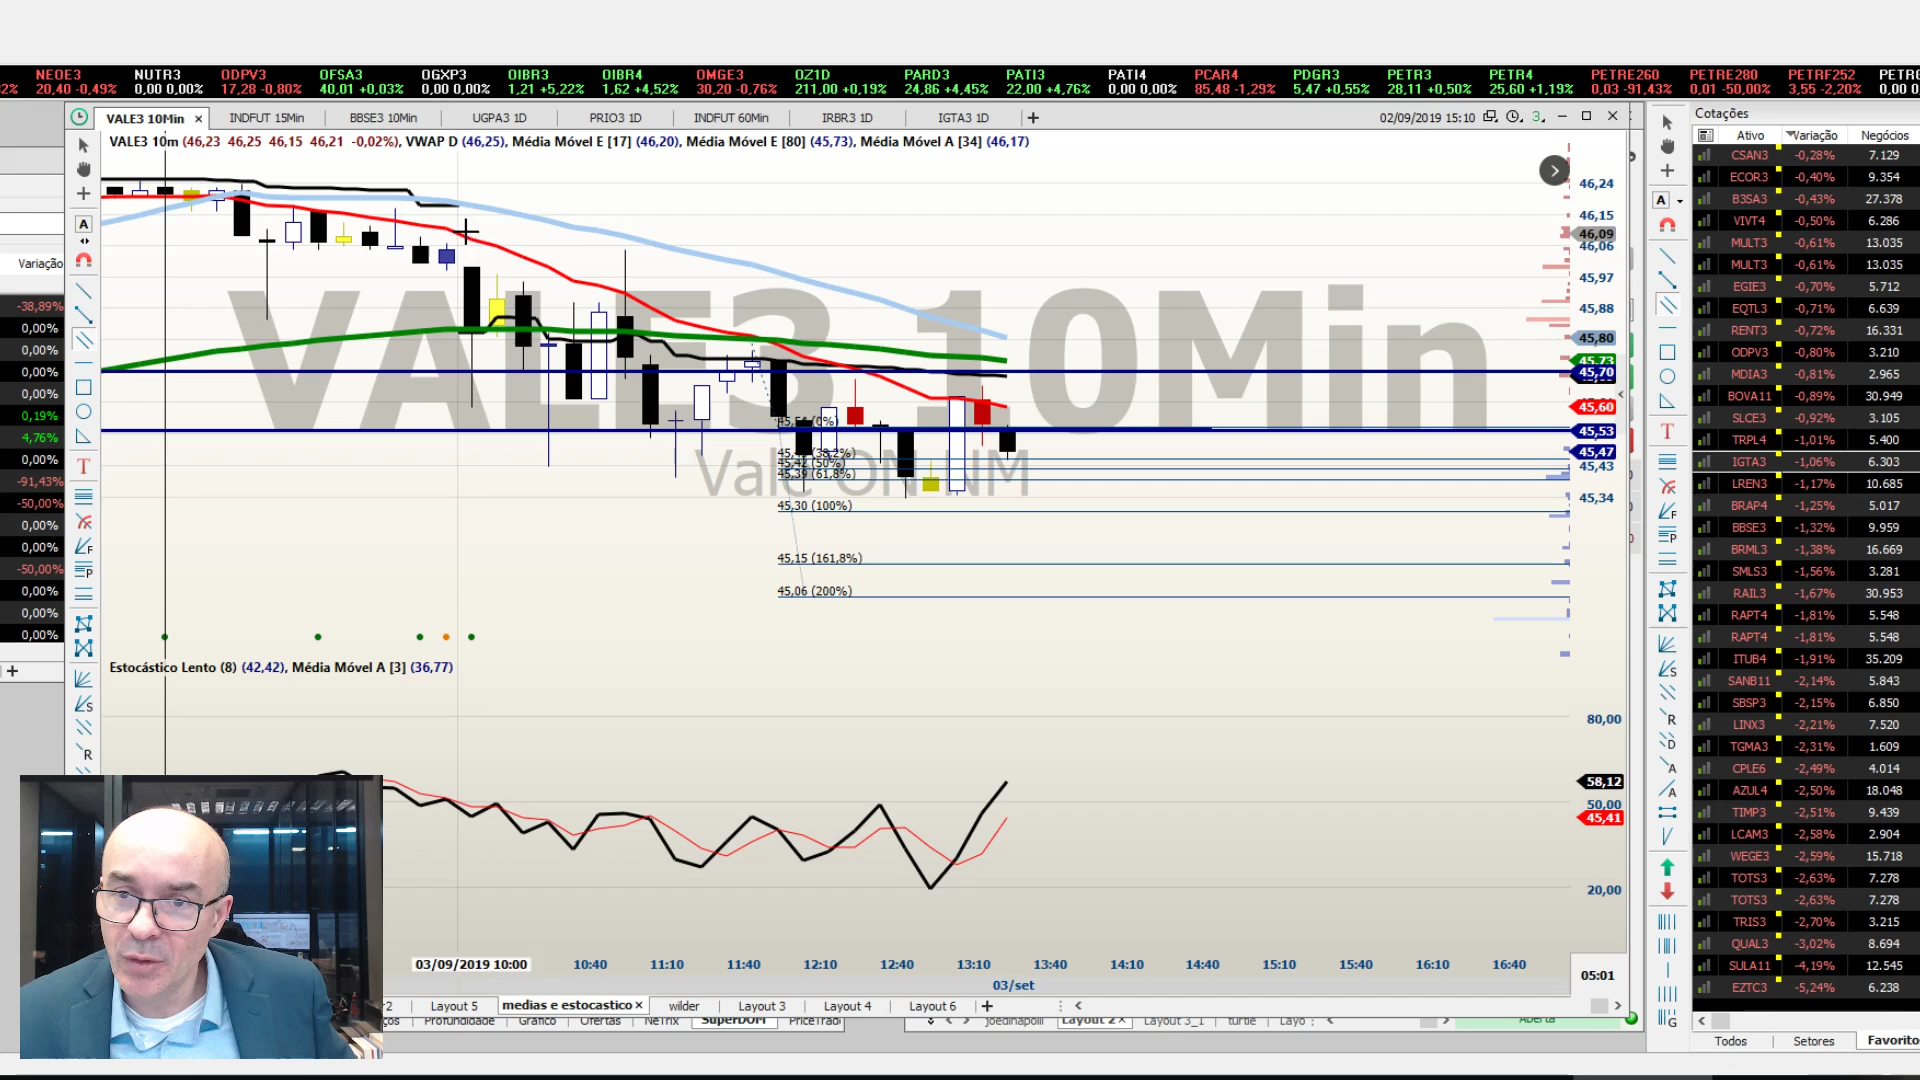 NEOE3 NUTR3 ODPV3 OFSA3 OGXP3 OIBR3 OIBR4 OMGE3 OZ1D PARD3 PATI3 PATI4 PCAR4 PDGR3 PETR3 PETR4 PETRE260 PETRE280 PETRF252
20,40 -0,49% 0,00 0,00% 17,28 -0,80% 40,01 +0,03% 0,00 0,00% 1,21 +5,22% 1,62 +4,52% 30,20 -0,76% 211,00 +0,19% 24,86 +4,45% 22,00 +4,76% 0,00 0,00% 85,48 -1,29% 5,47 +0,55% 28,11 +0,50% 25,60 +1,19% 0,03 -91,43% 0,01 -50,00% 3,55 -2,20% 0,00
VALE3 10Min × INDFUT 15Min BBSE3 10Min UGPA3 1D PRIO3 1D INDFUT 60Min IRBR3 1D IGTA3 1D + 02/09/2019 15:10
VALE3 10m (46,23 46,25 46,15 46,21 -0,02%), VWAP D (46,25), Média Móvel E [17] (46,20), Média Móvel E [80] (45,73), Média Móvel A [34] (46,17)
VALE3 10Min
Vale ON NM
46,24
46,15
46,09
46,06
45,97
45,88
45,80
45,73
45,70
45,60
45,53
45,47
45,43
45,34
45,42 (50%)
45,39 (61,8%)
45,30 (100%)
45,15 (161,8%)
45,06 (200%)
Estocástico Lento (8) (42,42), Média Móvel A [3] (36,77)
80,00
58,12
50,00
45,41
20,00
03/09/2019 10:00 10:40 11:10 11:40 12:10 12:40 13:10 13:40 14:10 14:40 15:10 15:40 16:10 16:40
03/set
05:01
Layout 5 medias e estocastico × wilder Layout 3 Layout 4 Layout 6 +
Profundidade Gráfico Ofertas NeTrix SuperDOM joedinapoli Layout 2 × Layout 3_1 turtle Layo
Aberta
Variação
-38,89%
0,00%
0,00%
0,00%
0,00%
0,19%
4,76%
0,00%
-91,43%
-50,00%
0,00%
0,00%
-50,00%
0,00%
0,00%
0,00%
Cotações
Ativo Variação Negócios
CSAN3 -0,28% 7.129
ECOR3 -0,40% 9.354
B3SA3 -0,43% 27.378
VIVT4 -0,50% 6.286
MULT3 -0,61% 13.035
MULT3 -0,61% 13.035
EGIE3 -0,70% 5.712
EQTL3 -0,71% 6.639
RENT3 -0,72% 16.331
ODPV3 -0,80% 3.210
MDIA3 -0,81% 2.965
BOVA11 -0,89% 30.949
SLCE3 -0,92% 3.105
TRPL4 -1,01% 5.400
IGTA3 -1,06% 6.303
LREN3 -1,17% 10.685
BRAP4 -1,25% 5.017
BBSE3 -1,32% 9.959
BRML3 -1,38% 16.669
SMLS3 -1,56% 3.281
RAIL3 -1,67% 30.953
RAPT4 -1,81% 5.548
RAPT4 -1,81% 5.548
ITUB4 -1,91% 35.209
SANB11 -2,14% 5.843
SBSP3 -2,15% 6.850
LINX3 -2,21% 7.520
TGMA3 -2,31% 1.609
CPLE6 -2,49% 4.014
AZUL4 -2,50% 18.048
TIMP3 -2,51% 9.439
LCAM3 -2,58% 2.904
WEGE3 -2,59% 15.718
TOTS3 -2,63% 7.278
TOTS3 -2,63% 7.278
TRIS3 -2,70% 3.215
QUAL3 -3,02% 8.694
SULA11 -4,19% 12.545
EZTC3 -5,24% 6.238
Todos Setores Favorito